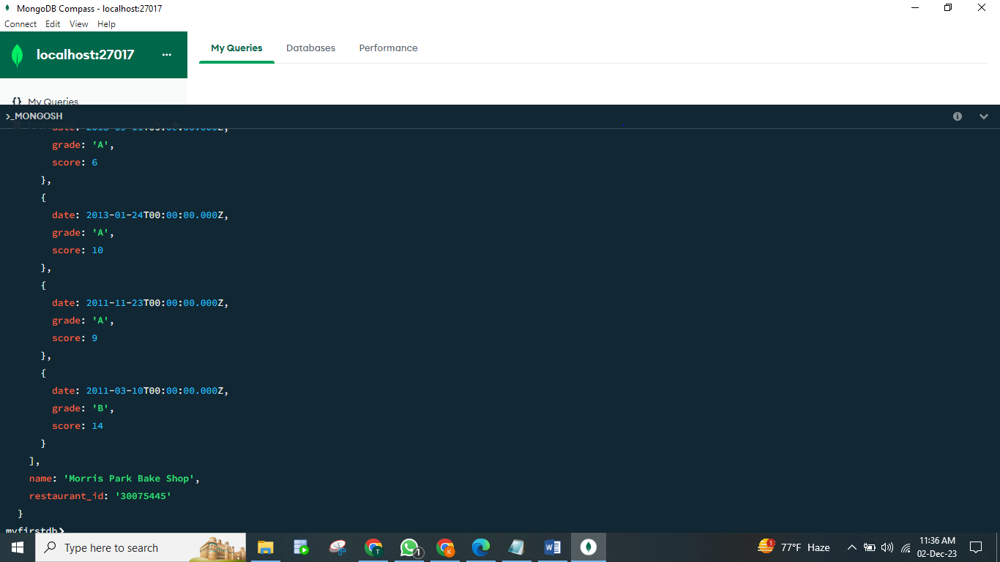 MongoDB Compass - localhost:27017
Connect Edit View Help
localhost:27017 ...
My Queries Databases Performance
{} My Queries
>_MONGOSH
grade: 'A',
score: 6
},
{
date: 2013-01-24T00:00:00.000Z,
grade: 'A',
score: 10
},
{
date: 2011-11-23T00:00:00.000Z,
grade: 'A',
score: 9
},
{
date: 2011-03-10T00:00:00.000Z,
grade: 'B',
score: 14
}
],
name: 'Morris Park Bake Shop',
restaurant_id: '30075445'
}
myfirstdb>
Type here to search
T
1
K
W
1
77°F Haze
11:36 AM
02-Dec-23